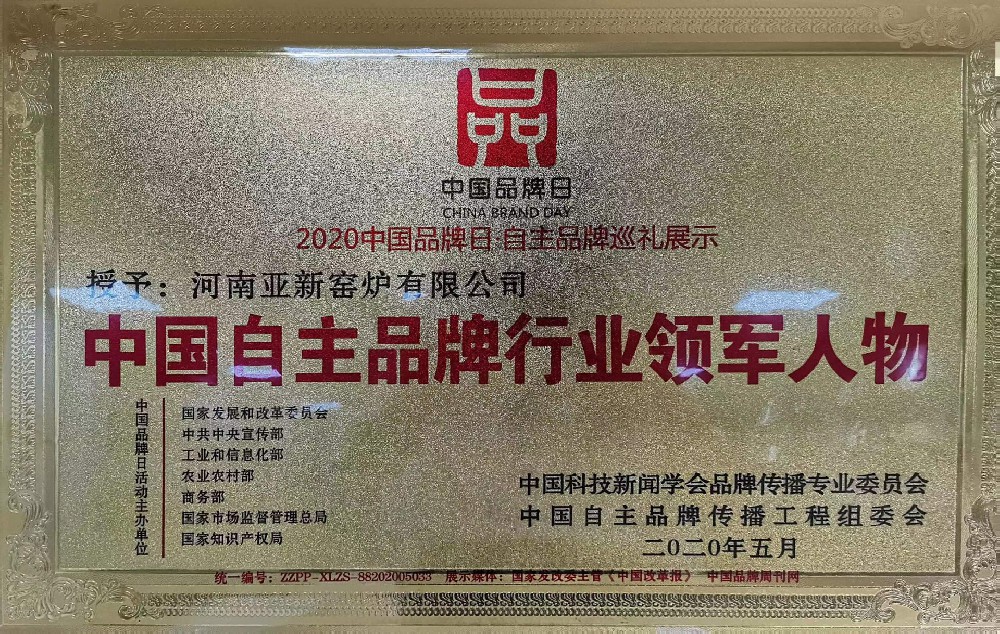 中国品牌日
CHINA BRAND DAY
2020中国品牌日 自主品牌巡礼展示
授予：河南亚新窑炉有限公司
中国自主品牌行业领军人物
中国品牌日活动主办单位
国家发展和改革委员会
中共中央宣传部
工业和信息化部
农业农村部
商务部
国家市场监督管理总局
国家知识产权局
中国科技新闻学会品牌传播专业委员会
中国自主品牌传播工程组委会
二〇二〇年五月
统一编号：ZZPP-XLZS-88202005033 展示媒体：国家发改委主管《中国改革报》 中国品牌周刊网